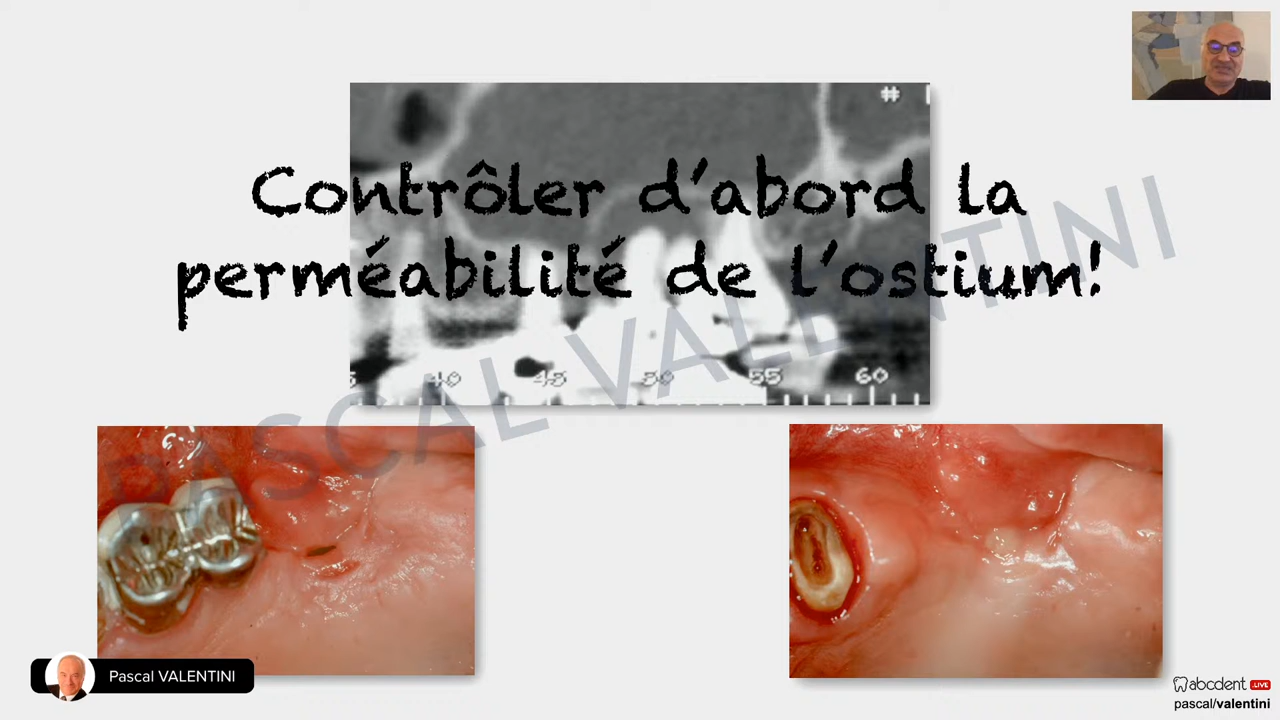 #
Contrôler d'abord la
perméabilité de l'ostium!
40 45 50 55 60
PASCAL VALENTINI
Pascal VALENTINI
abcdent LIVE
pascal/valentini